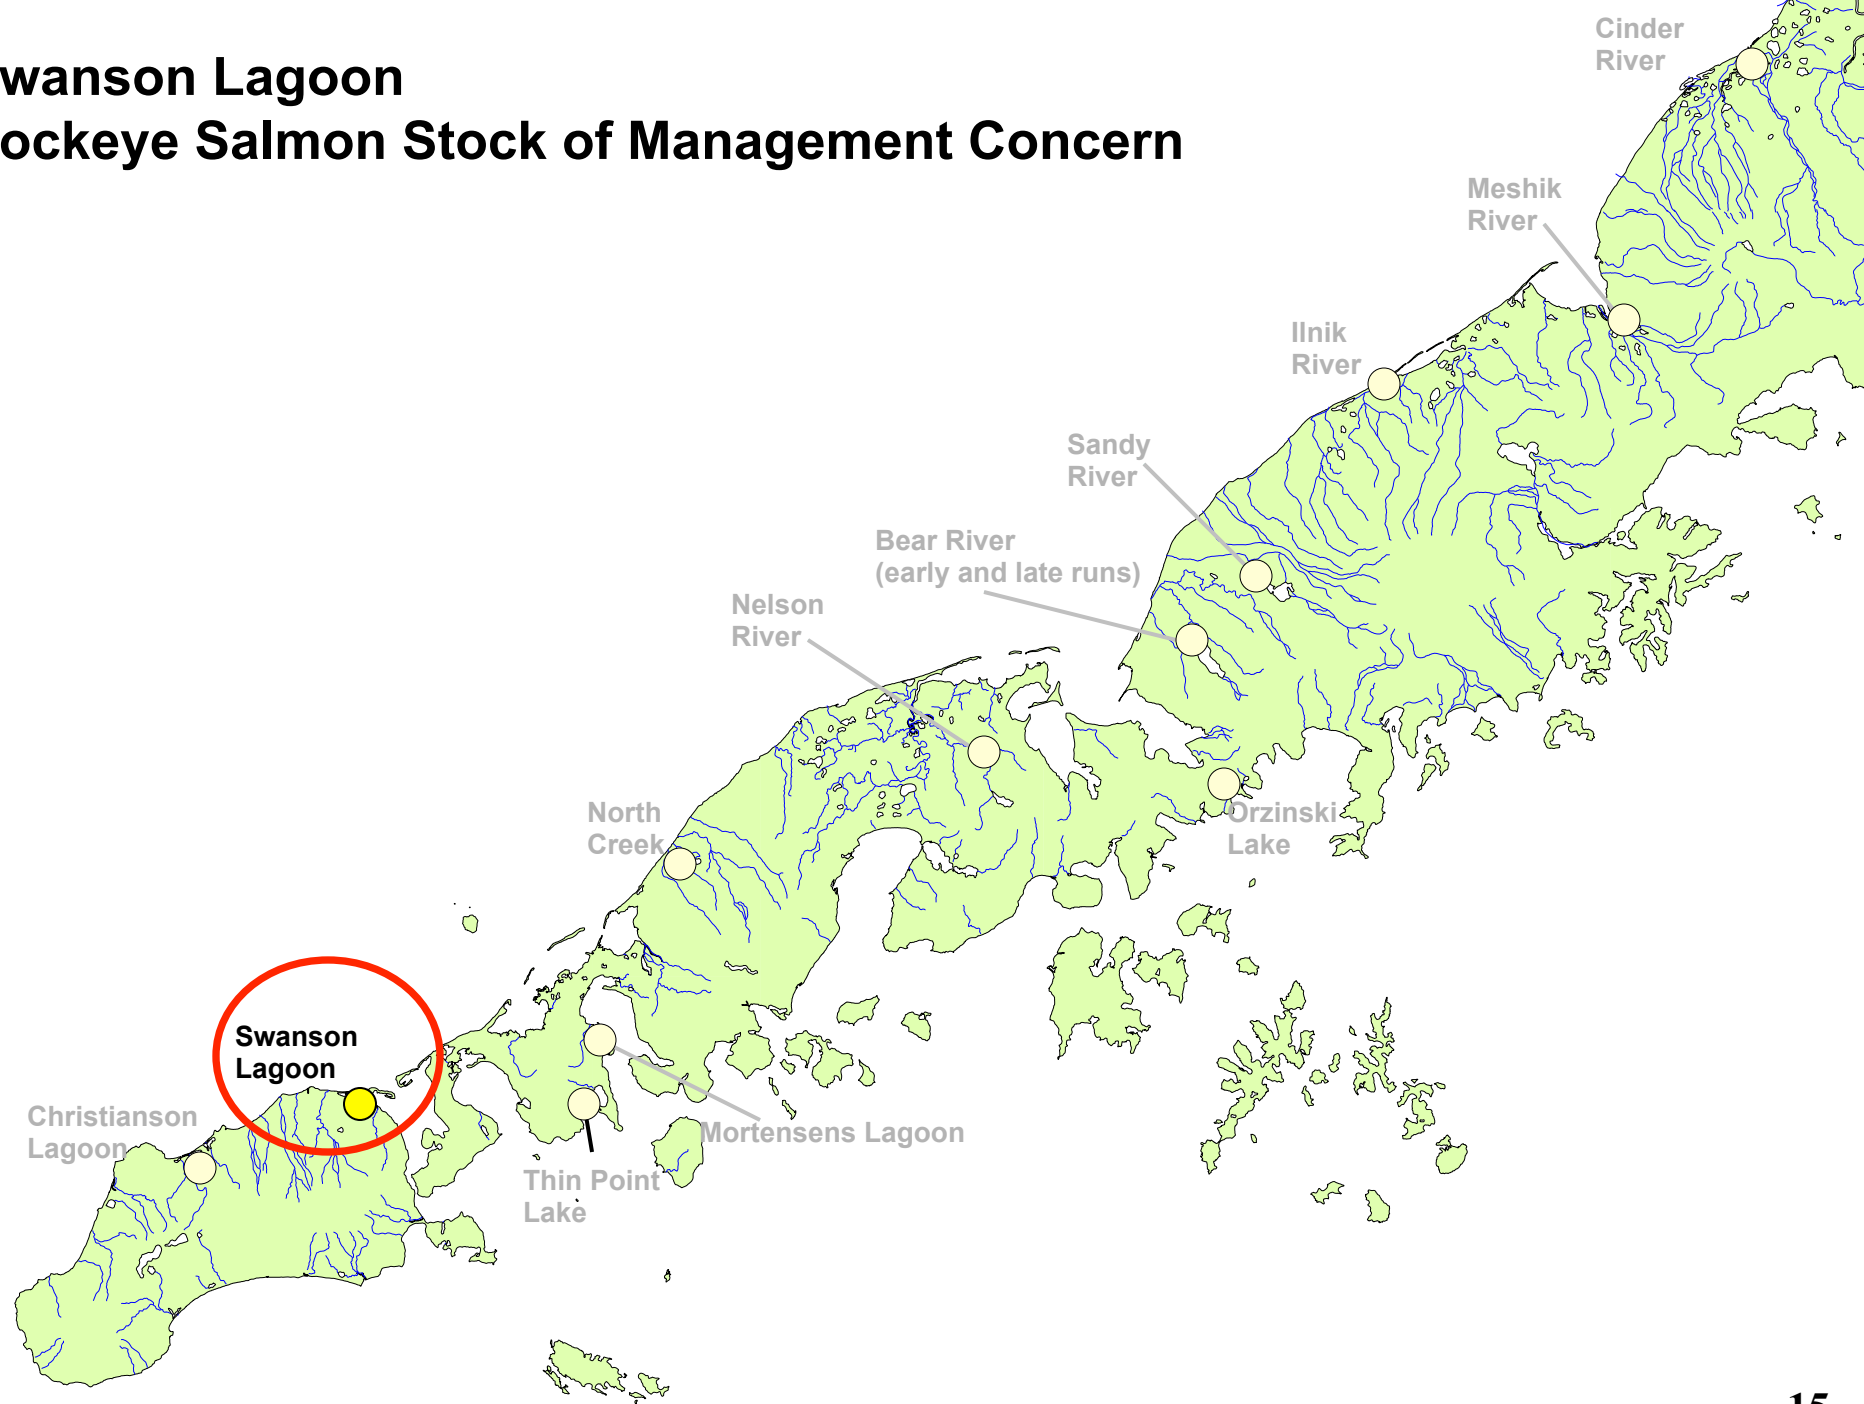 wanson Lagoon
ockeye Salmon Stock of Management Concern
Cinder
River
Meshik
River
Ilnik
River
Sandy
River
Bear River
(early and late runs)
Nelson
River
North
Creek
Orzinski
Lake
Swanson
Lagoon
Christianson
Lagoon
Mortensens Lagoon
Thin Point
Lake
15